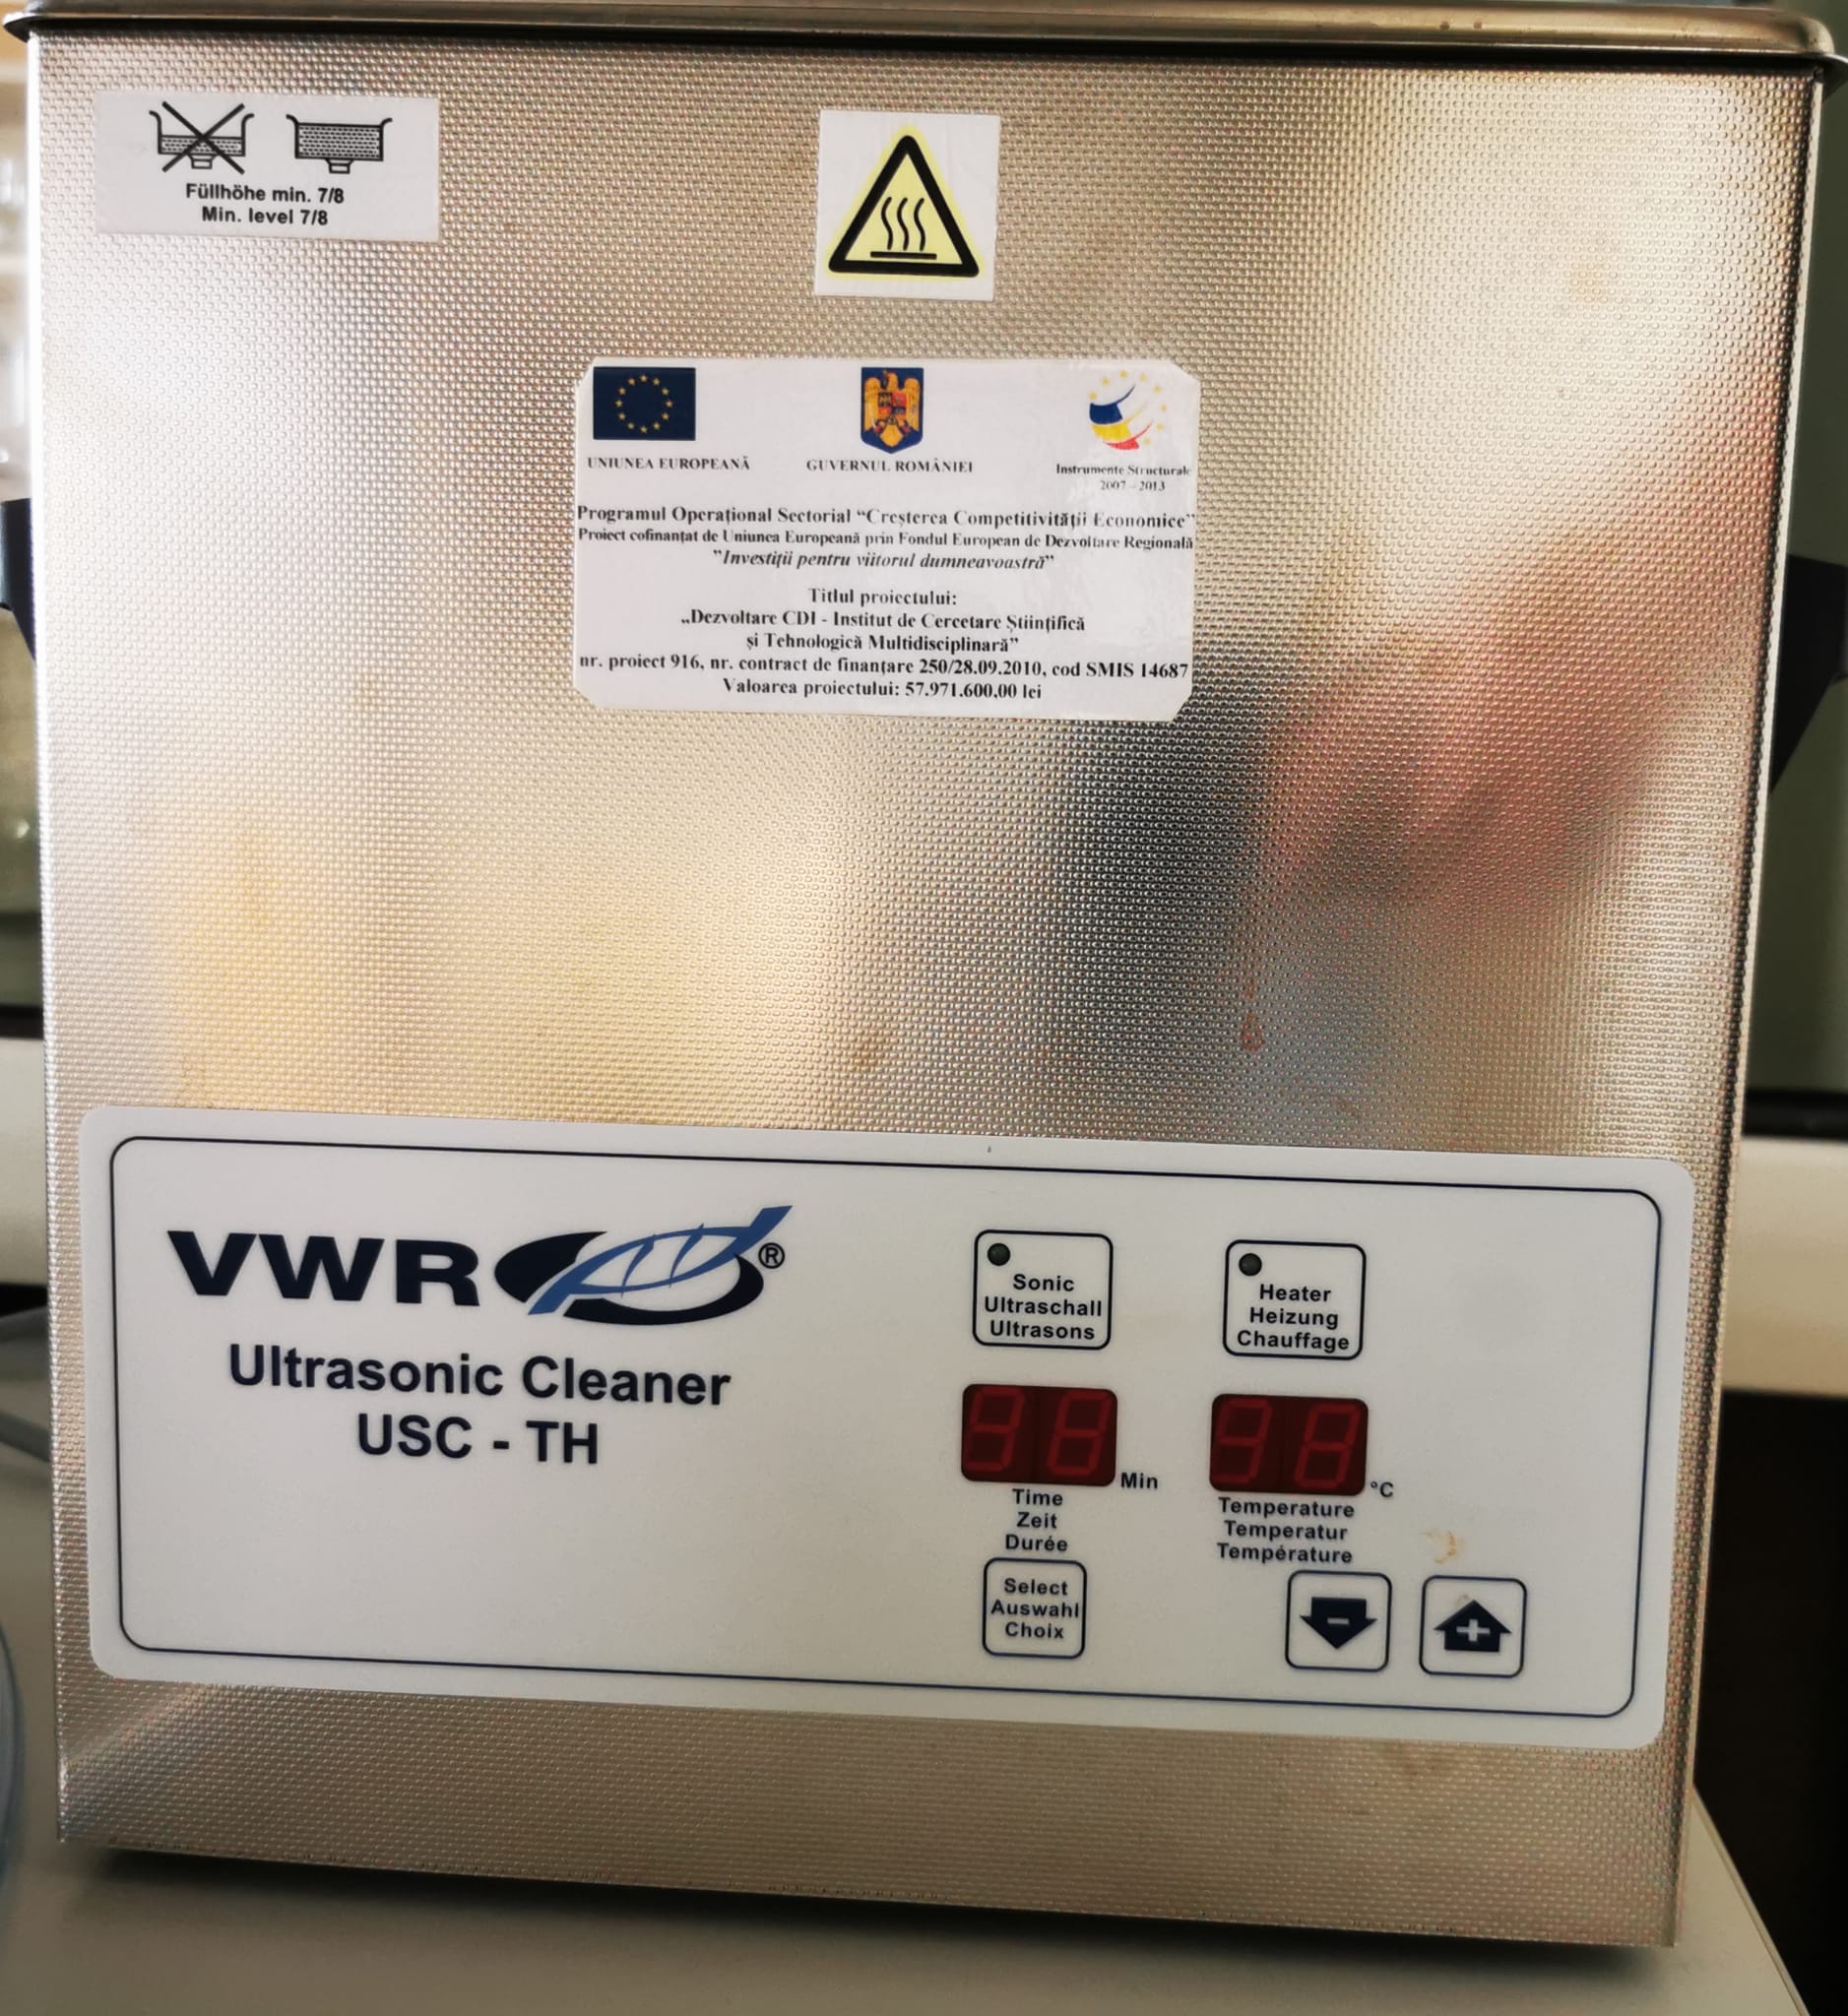 Füllhöhe min. 7/8
Min. level 7/8
UNIUNEA EUROPEANĂ
GUVERNUL ROMÂNIEI
Instrumente Structurale
2007 - 2013
Programul Operațional Sectorial “Creșterea Competitivității Economice”
Proiect cofinanțat de Uniunea Europeană prin Fondul European de Dezvoltare Regională
”Investiții pentru viitorul dumneavoastră”
Titlul proiectului:
„Dezvoltare CDI - Institut de Cercetare Științifică
și Tehnologică Multidisciplinară”
nr. proiect 916, nr. contract de finanțare 250/28.09.2010, cod SMIS 14687
Valoarea proiectului: 57.971.600,00 lei
VWR®
Ultrasonic Cleaner
USC - TH
Sonic
Ultraschall
Ultrasons
Heater
Heizung
Chauffage
Min
°C
Time
Zeit
Durée
Temperature
Temperatur
Température
Select
Auswahl
Choix
-
+